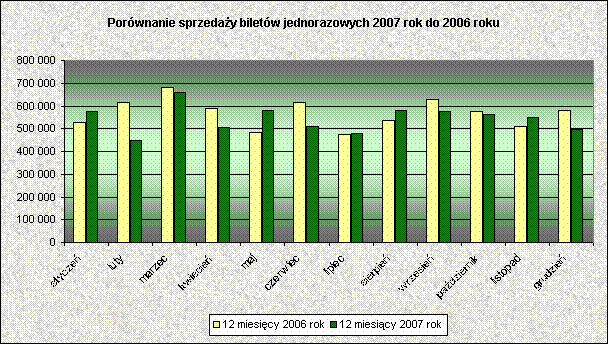 Porównanie sprzedaży biletów jednorazowych 2007 rok do 2006 roku
800 000
700 000
600 000
500 000
400 000
300 000
200 000
100 000
0
styczeń
luty
marzec
kwiecień
maj
czerwiec
lipiec
sierpień
wrzesień
październik
listopad
grudzień
12 miesięcy 2006 rok
12 miesiący 2007 rok